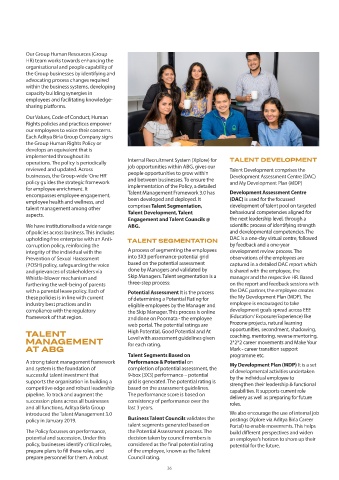 Our Group Human Resources (Group
HR) team works towards enhancing the
organisational and people capability of
the Group businesses by identifying and
advocating process changes required
within the business systems, developing
capacity-building synergies in
employees and facilitating knowledge-
sharing platforms.
Our Values, Code of Conduct, Human
Rights policies and practices empower
our employees to voice their concerns.
Each Aditya Birla Group Company signs
the Group Human Rights Policy or
develops an equivalent that is
implemented throughout its
operations. The policy is periodically
reviewed and updated. Across
businesses, the Group-wide 'One HR'
policy guides the strategic framework
for employee enrichment. It
encompasses employee engagement,
employee health and wellness, and
talent management among other
aspects.
We have institutionalised a wide range
of policies across business. This includes
upholding free enterprise with an Anti-
corruption policy, reinforcing the
integrity of the individual with the
Prevention of Sexual Harassment
(POSH) policy, safeguarding the voice
and grievances of stakeholders in
Whistle-blower mechanism and
furthering the well-being of parents
with a parental leave policy. Each of
these policies is in line with current
industry best practices and in
compliance with the regulatory
framework of that region.
TALENT
MANAGEMENT
AT ABG
A strong talent management framework
and system is the foundation of
successful talent investment that
supports the organisation in building a
competitive edge and robust leadership
pipeline. To track and augment the
succession plans across all businesses
and all functions, Aditya Birla Group
introduced the Talent Management 3.0
policy in January 2019.
The Policy focusses on performance,
potential and succession. Under this
policy, businesses identify critical roles,
prepare plans to fill these roles, and
prepare personnel for them. A robust
Internal Recruitment System (Xplore) for
job opportunities within ABG, gives our
people opportunities to grow within
and between businesses. To ensure the
implementation of the Policy, a detailed
Talent Management Framework 3.0 has
been developed and deployed. It
comprises Talent Segmentation,
Talent Development, Talent
Engagement and Talent Councils @
ABG.
TALENT SEGMENTATION
A process of segmenting the employees
into 3X3 performance potential grid
based on the potential assessment
done by Managers and validated by
Skip Managers. Talent segmentation is a
three-step process
Potential Assessment It is the process
of determining a Potential Rating for
eligible employees by the Manager and
the Skip Manager. This process is online
and done on Poornata - the employee
web portal. The potential ratings are
High Potential, Good Potential and At
Level with assessment guidelines given
for each rating.
Talent Segments Based on
Performance & Potential on
completion of potential assessment, the
9-box (3X3) performance - potential
grid is generated. The potential rating is
based on the assessment guidelines.
The performance score is based on
consistency of performance over the
last 3 years.
Business Talent Councils validates the
talent segments generated based on
the Potential Assessment process. The
decision taken by council members is
considered as the final potential rating
of the employee, known as the Talent
Council rating.
TALENT DEVELOPMENT
Talent Development comprises the
Development Assessment Centre (DAC)
and My Development Plan (MDP)
Development Assessment Centre
(DAC) is used for the focused
development of talent pool on targeted
behavioural competencies aligned for
the next leadership level, through a
scientific process of identifying strength
and developmental competencies. The
DAC is a one-day virtual centre, followed
by feedback and a one-year
development review process. The
observations of the employees are
captured in a detailed DAC report which
is shared with the employee, the
manager and the respective HR. Based
on the report and feedback sessions with
the DAC partner, the employee creates
the My Development Plan (MDP). The
employee is encouraged to take
development goals spread across EEE
(Education* Exposure* Experience) like
Propone projects, natural learning
opportunities, secondment, shadowing,
coaching, mentoring, reverse mentoring,
2*2*2 career movements and Make Your
Mark - career transition support
programme etc.
My Development Plan (MDP) It is a set
of developmental activities undertaken
by the individual employee to
strengthen their leadership & functional
capabilities. It supports current role
delivery as well as preparing for future
roles.
We also encourage the use of internal job
postings (Xplore via Aditya Birla Career
Portal) to enable movements. This helps
build different perspectives and widen
an employee's horizon to shore up their
potential for the future.